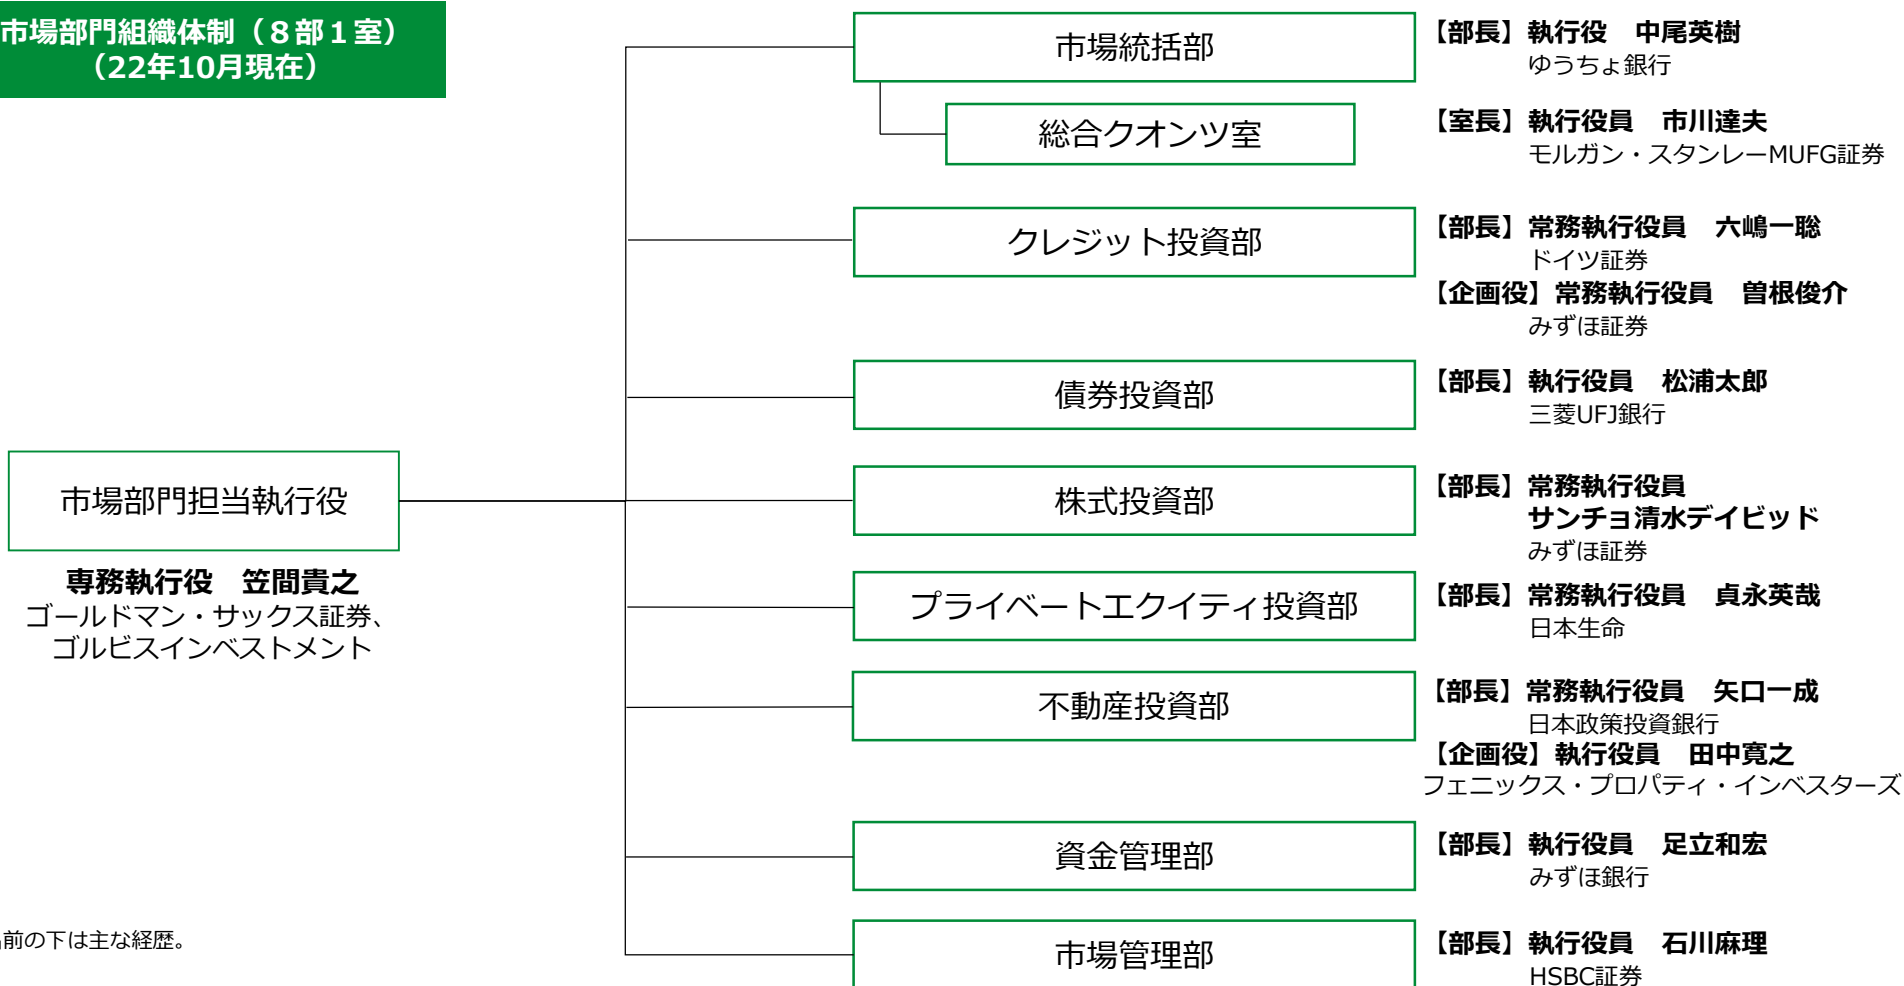 市場部門組織体制（８部１室）
（22年10月現在）
市場統括部
【部長】執行役　中尾英樹
ゆうちょ銀行
総合クオンツ室
【室長】執行役員　市川達夫
モルガン・スタンレーMUFG証券
クレジット投資部
【部長】常務執行役員　六嶋一聡
ドイツ証券
【企画役】常務執行役員　曽根俊介
みずほ証券
債券投資部
【部長】執行役員　松浦太郎
三菱UFJ銀行
市場部門担当執行役
専務執行役　笠間貴之
ゴールドマン・サックス証券、
ゴルビスインベストメント
株式投資部
【部長】常務執行役員
サンチョ清水デイビッド
みずほ証券
プライベートエクイティ投資部
【部長】常務執行役員　貞永英哉
日本生命
不動産投資部
【部長】常務執行役員　矢口一成
日本政策投資銀行
【企画役】執行役員　田中寛之
フェニックス・プロパティ・インベスターズ
資金管理部
【部長】執行役員　足立和宏
みずほ銀行
市場管理部
【部長】執行役員　石川麻理
HSBC証券
前の下は主な経歴。